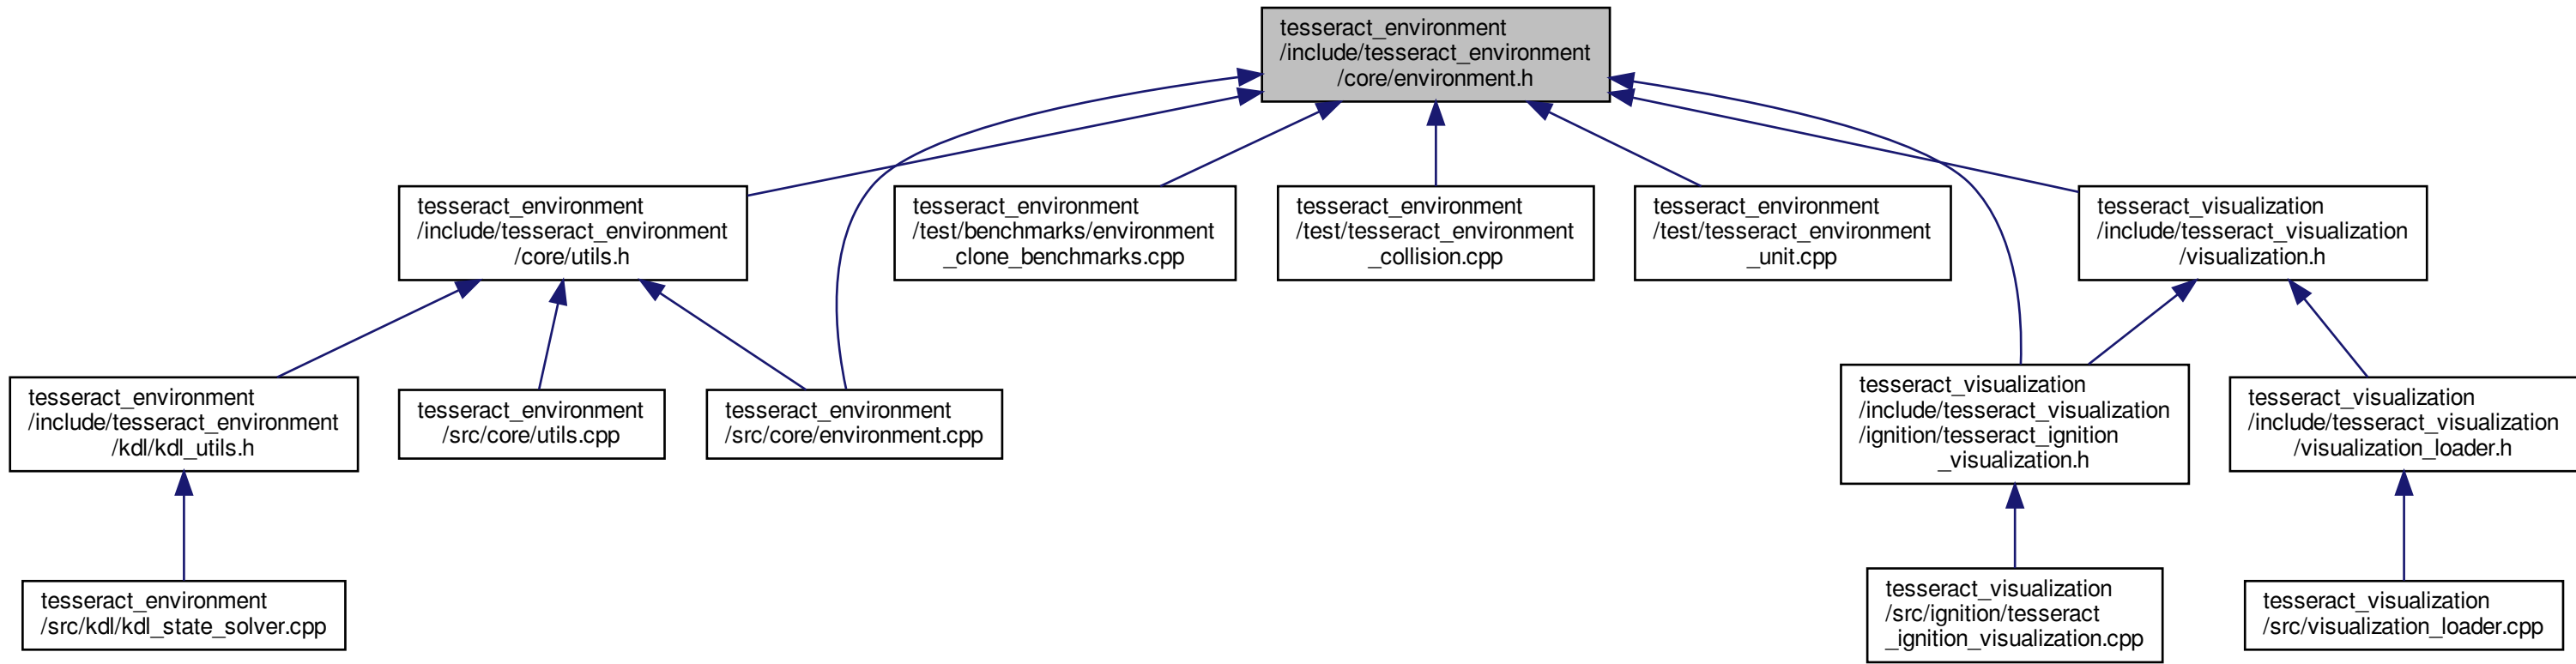 tesseract_environment
/include/tesseract_environment
/core/environment.h
tesseract_environment
/include/tesseract_environment
/core/utils.h
tesseract_environment
/test/benchmarks/environment
_clone_benchmarks.cpp
tesseract_environment
/test/tesseract_environment
_collision.cpp
tesseract_environment
/test/tesseract_environment
_unit.cpp
tesseract_visualization
/include/tesseract_visualization
/visualization.h
tesseract_environment
/include/tesseract_environment
/kdl/kdl_utils.h
tesseract_environment
/src/core/utils.cpp
tesseract_environment
/src/core/environment.cpp
tesseract_visualization
/include/tesseract_visualization
/ignition/tesseract_ignition
_visualization.h
tesseract_visualization
/include/tesseract_visualization
/visualization_loader.h
tesseract_environment
/src/kdl/kdl_state_solver.cpp
tesseract_visualization
/src/ignition/tesseract
_ignition_visualization.cpp
tesseract_visualization
/src/visualization_loader.cpp